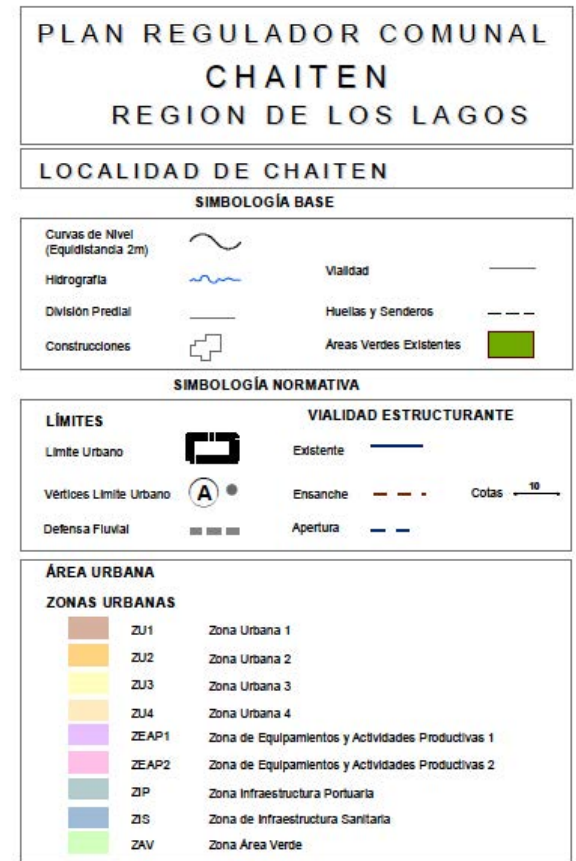 PLAN REGULADOR COMUNAL
CHAITEN
REGION DE LOS LAGOS
LOCALIDAD DE CHAITEN
SIMBOLOGÍA BASE
Curvas de Nivel
(Equidistancia 2m)
Hidrografía
División Predial
Construcciones
Vialidad
Huellas y Senderos
Áreas Verdes Existentes
SIMBOLOGÍA NORMATIVA
LÍMITES
Límite Urbano
Vértices Límite Urbano A
Defensa Fluvial
VIALIDAD ESTRUCTURANTE
Existente
Ensanche
Apertura
Cotas 10
ÁREA URBANA
ZONAS URBANAS
ZU1 Zona Urbana 1
ZU2 Zona Urbana 2
ZU3 Zona Urbana 3
ZU4 Zona Urbana 4
ZEAP1 Zona de Equipamientos y Actividades Productivas 1
ZEAP2 Zona de Equipamientos y Actividades Productivas 2
ZIP Zona Infraestructura Portuaria
ZIS Zona de Infraestructura Sanitaria
ZAV Zona Área Verde